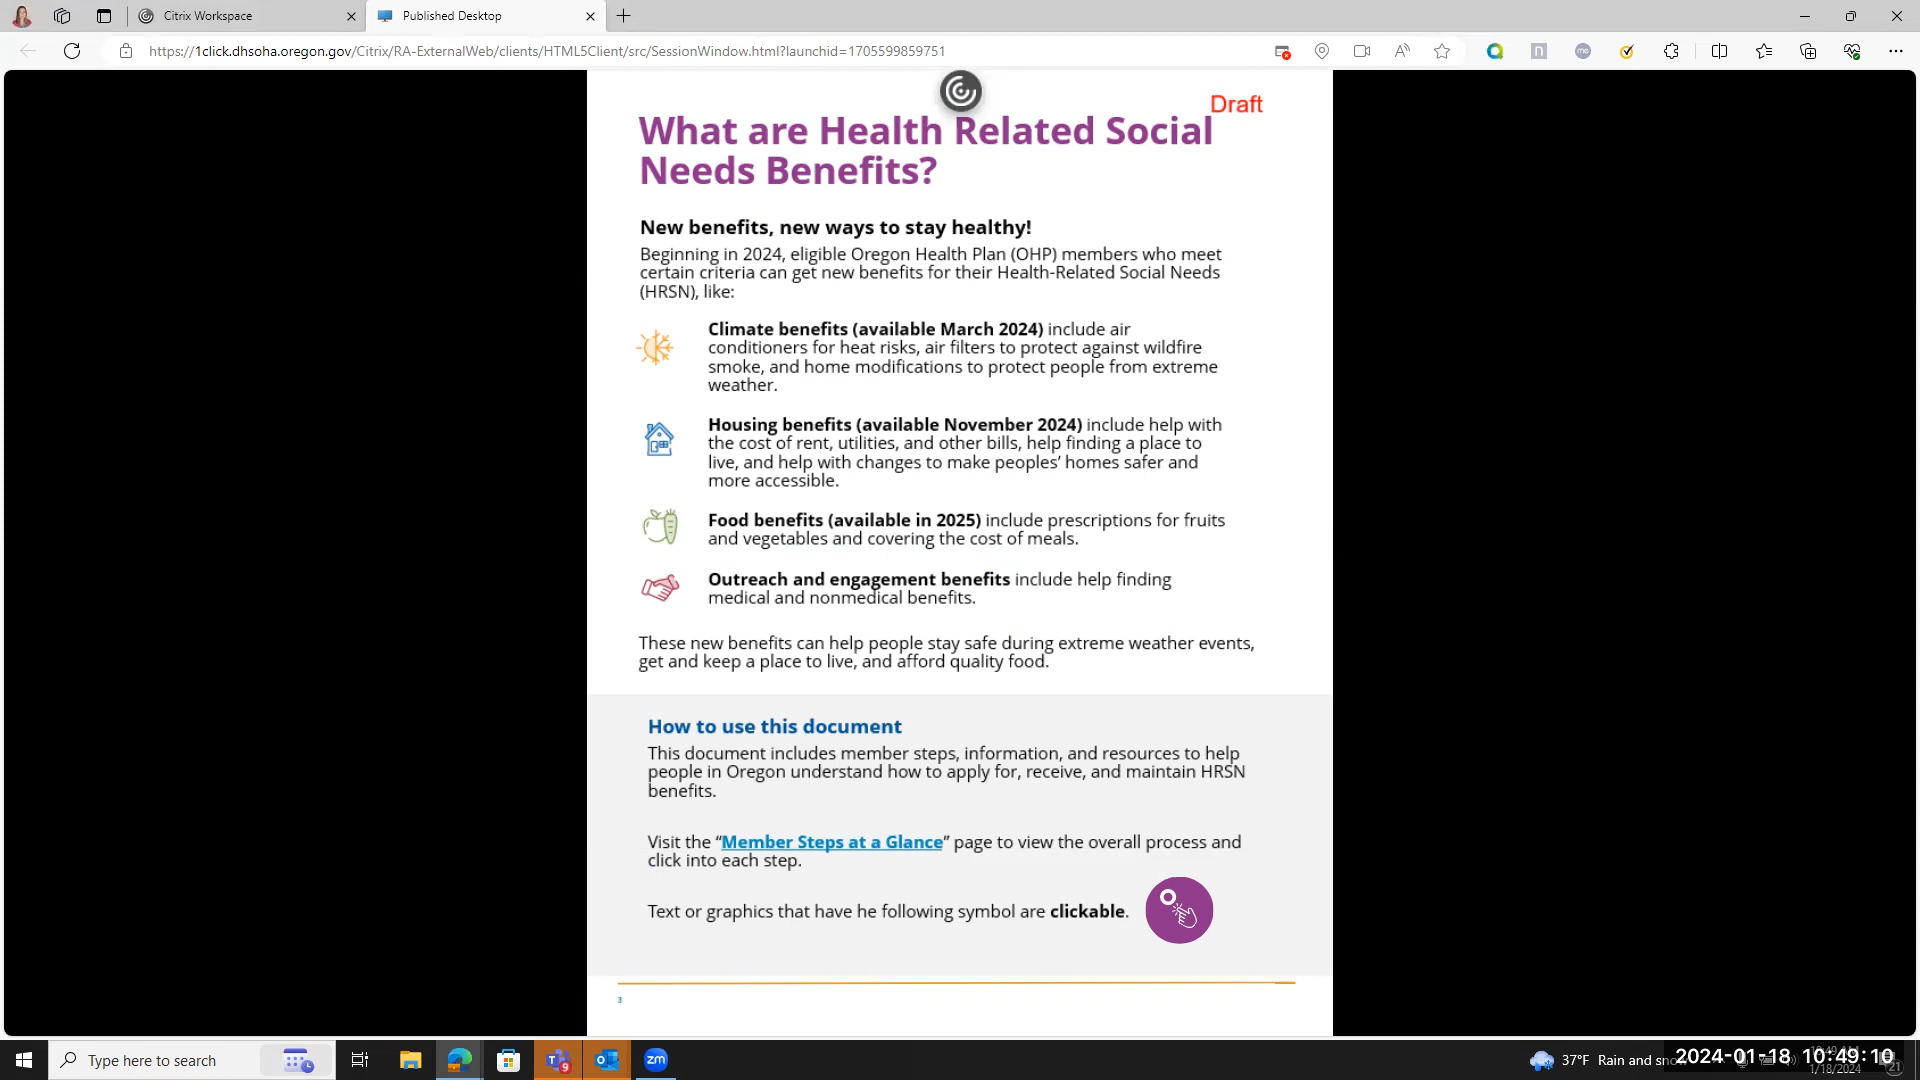 Citrix Workspace
Published Desktop
https://1click.dhsoha.oregon.gov/Citrix/RA-ExternalWeb/clients/HTML5Client/src/SessionWindow.html?launchid=1705599859751
Draft
What are Health Related Social
Needs Benefits?
New benefits, new ways to stay healthy!
Beginning in 2024, eligible Oregon Health Plan (OHP) members who meet
certain criteria can get new benefits for their Health-Related Social Needs
(HRSN), like:
Climate benefits (available March 2024) include air
conditioners for heat risks, air filters to protect against wildfire
smoke, and home modifications to protect people from extreme
weather.
Housing benefits (available November 2024) include help with
the cost of rent, utilities, and other bills, help finding a place to
live, and help with changes to make peoples’ homes safer and
more accessible.
Food benefits (available in 2025) include prescriptions for fruits
and vegetables and covering the cost of meals.
Outreach and engagement benefits include help finding
medical and nonmedical benefits.
These new benefits can help people stay safe during extreme weather events,
get and keep a place to live, and afford quality food.
How to use this document
This document includes member steps, information, and resources to help
people in Oregon understand how to apply for, receive, and maintain HRSN
benefits.
Visit the “Member Steps at a Glance” page to view the overall process and
click into each step.
Text or graphics that have he following symbol are clickable.
3
Type here to search
9
zm
37°F Rain and
2024-01-18 10:49:10
1/18/2024
21